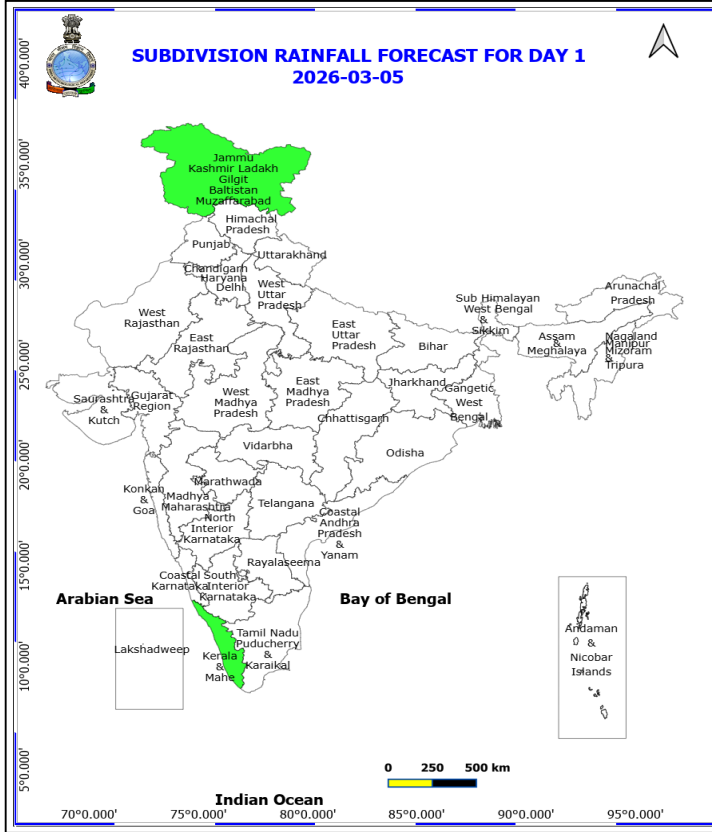 SUBDIVISION RAINFALL FORECAST FOR DAY 1
2026-03-05
40°0.000'
35°0.000'
30°0.000'
25°0.000'
20°0.000'
15°0.000'
10°0.000'
5°0.000'
Jammu
Kashmir Ladakh
Gilgit
Baltistan
Muzaffarabad
Himachal
Pradesh
Punjab
Uttarakhand
Chandigarh
Haryana
Delhi
West
Uttar
Pradesh
West
Rajasthan
East
Rajasthan
East
Uttar
Pradesh
Bihar
Sub Himalayan
West Bengal
&
Sikkim
Arunachal
Pradesh
Assam
&
Meghalaya
Nagaland
Manipur
Mizoram
&
Tripura
Saurashtra
&
Kutch
Gujarat
Region
West
Madhya
Pradesh
East
Madhya
Pradesh
Jharkhand
Gangetic
West
Bengal
Chhattisgarh
Odisha
Vidarbha
Konkan
&
Goa
Madhya
Maharashtra
Marathwada
Telangana
North
Interior
Karnataka
Coastal
Andhra
Pradesh
&
Yanam
Rayalaseema
Coastal
Karnataka
South
Interior
Karnataka
Arabian Sea
Bay of Bengal
Lakshadweep
Kerala
&
Mahe
Tamil Nadu
Puducherry
&
Karaikal
Andaman
&
Nicobar
Islands
0 250 500 km
Indian Ocean
70°0.000' 75°0.000' 80°0.000' 85°0.000' 90°0.000' 95°0.000'